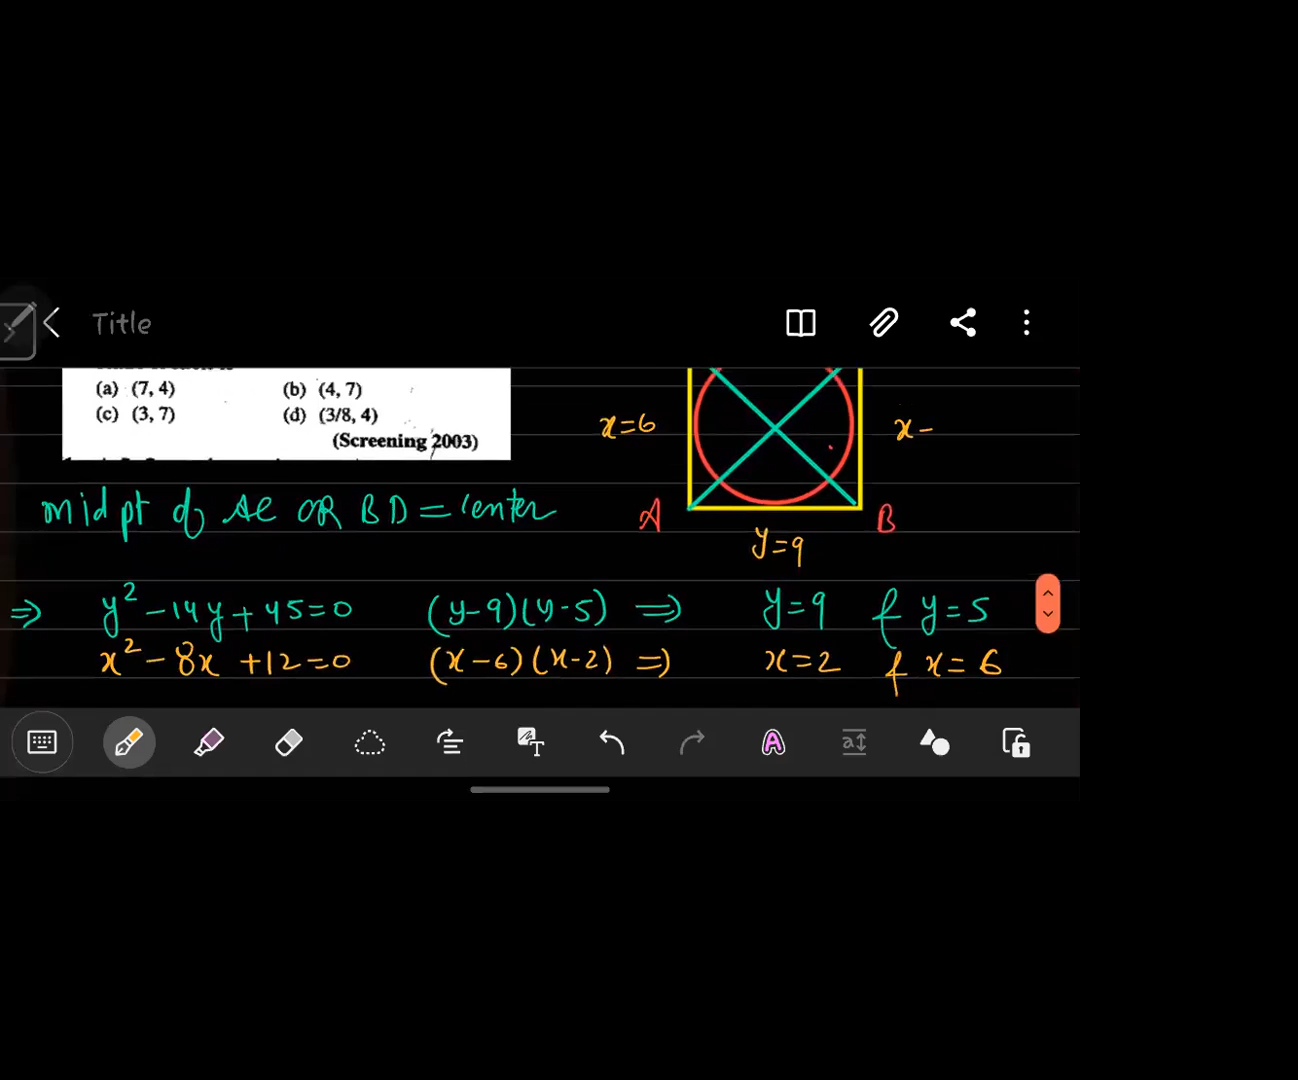 Title
(a) (7, 4) (b) (4, 7)
(c) (3, 7) (d) (3/8, 4)
(Screening 2003)
x=6
x-
mid pt of AC OR BD = center
A
B
y=9
⇒ y²-14y+45=0 (y-9)(y-5) ⇒ y=9 f y=5
x²-8x+12=0 (x-6)(x-2) ⇒ x=2 f x=6